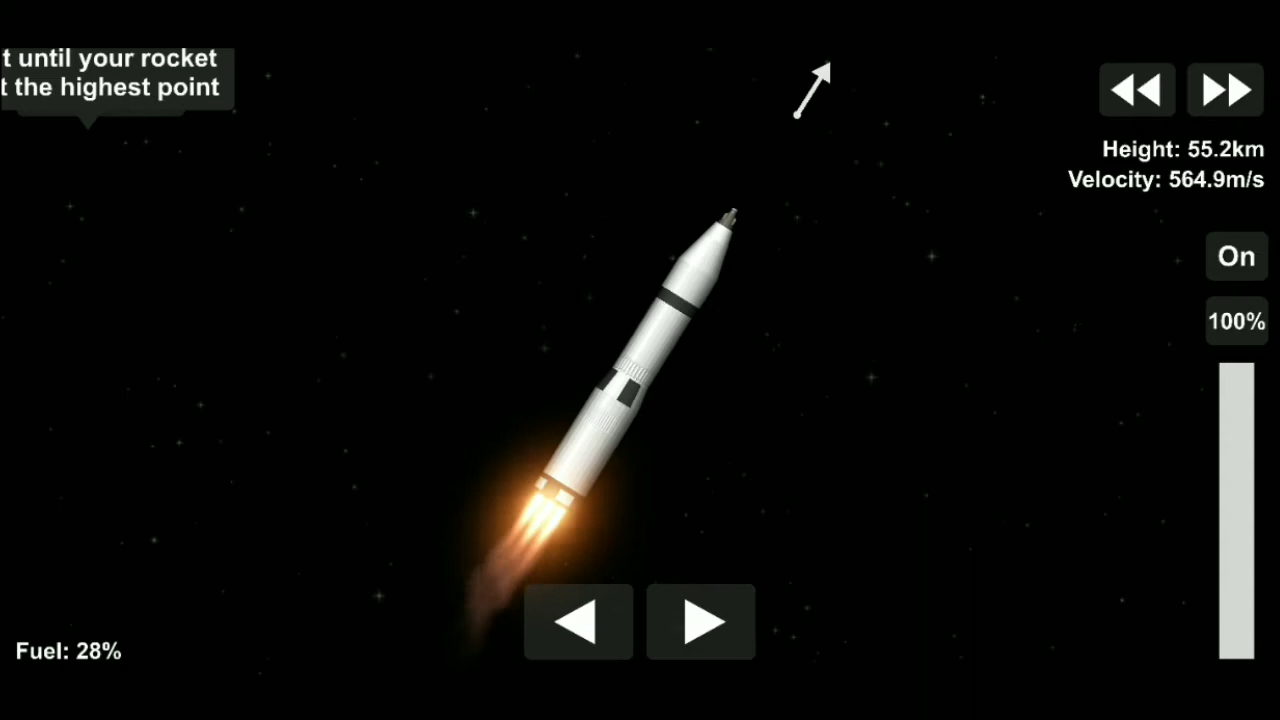 t until your rocket
t the highest point
Height: 55.2km
Velocity: 564.9m/s
On
100%
Fuel: 28%